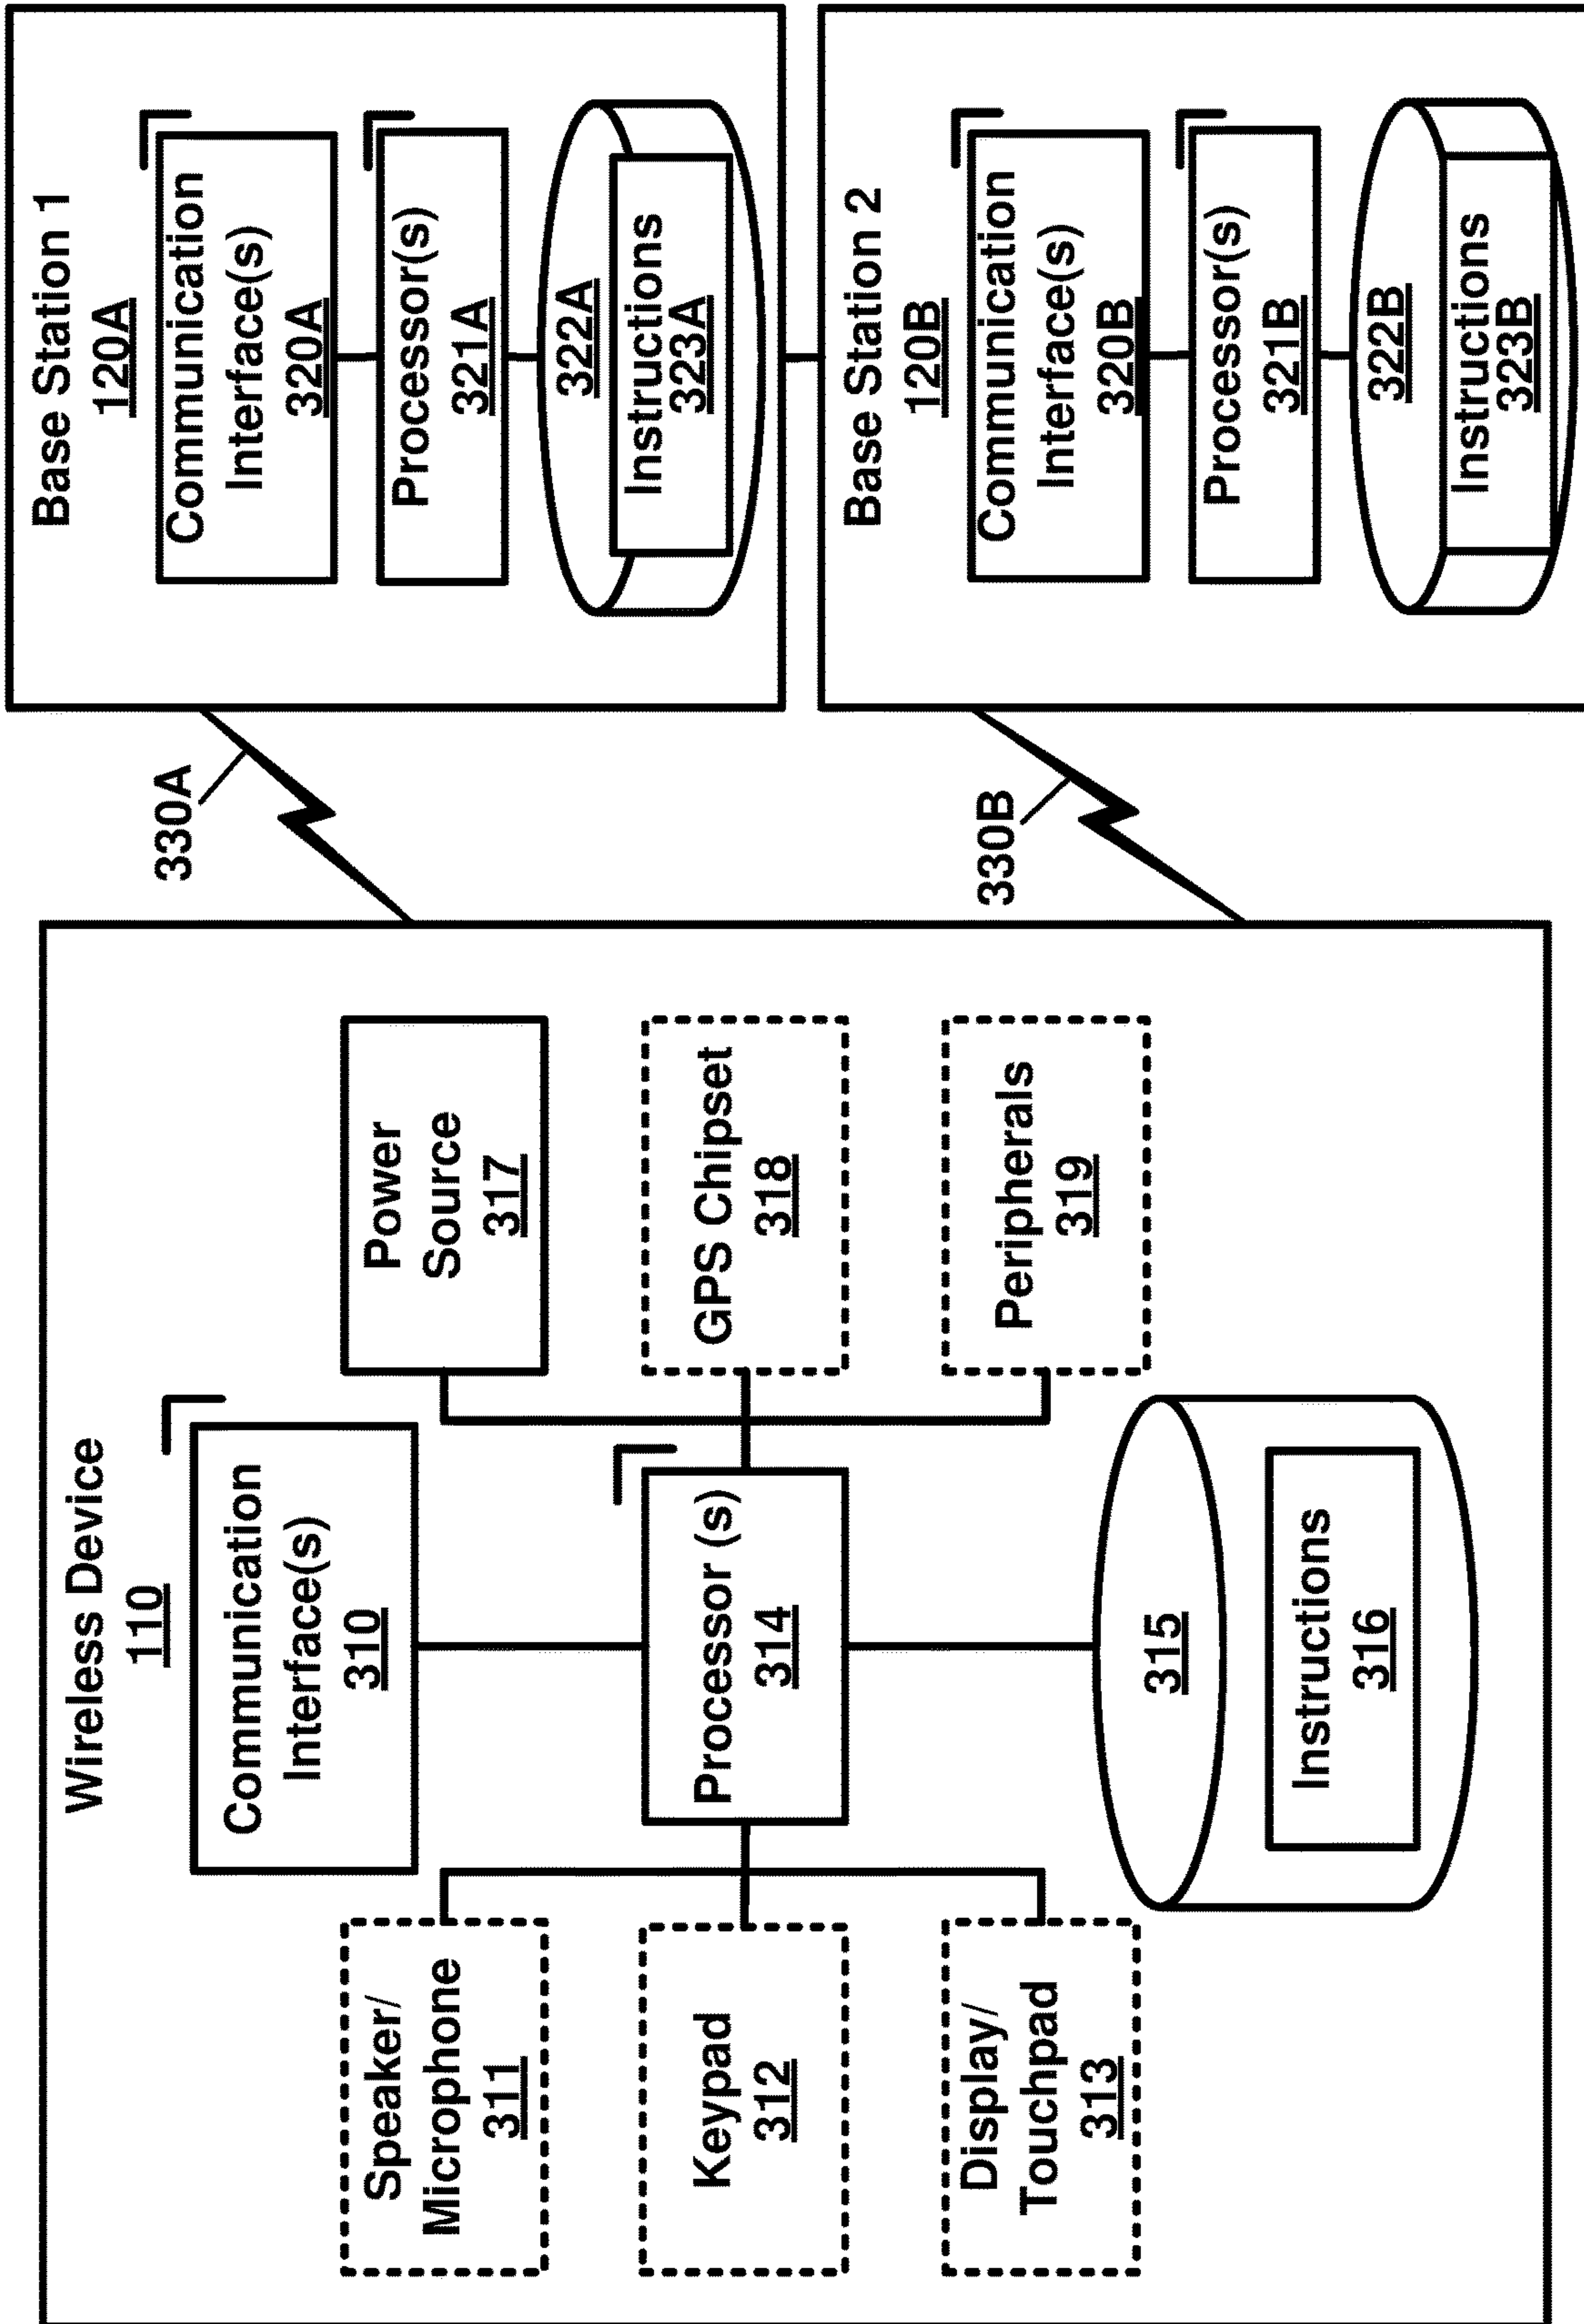 Wireless Device
110
Communication
Interface(s)
310
Speaker/
Microphone
311
Power
Source
317
Keypad
312
Processor (s)
314
GPS Chipset
318
Display/
Touchpad
313
Peripherals
319
315
Instructions
316
330A
330B
Base Station 1
120A
Communication
Interface(s)
320A
Processor(s)
321A
322A
Instructions
323A
Base Station 2
120B
Communication
Interface(s)
320B
Processor(s)
321B
322B
Instructions
323B